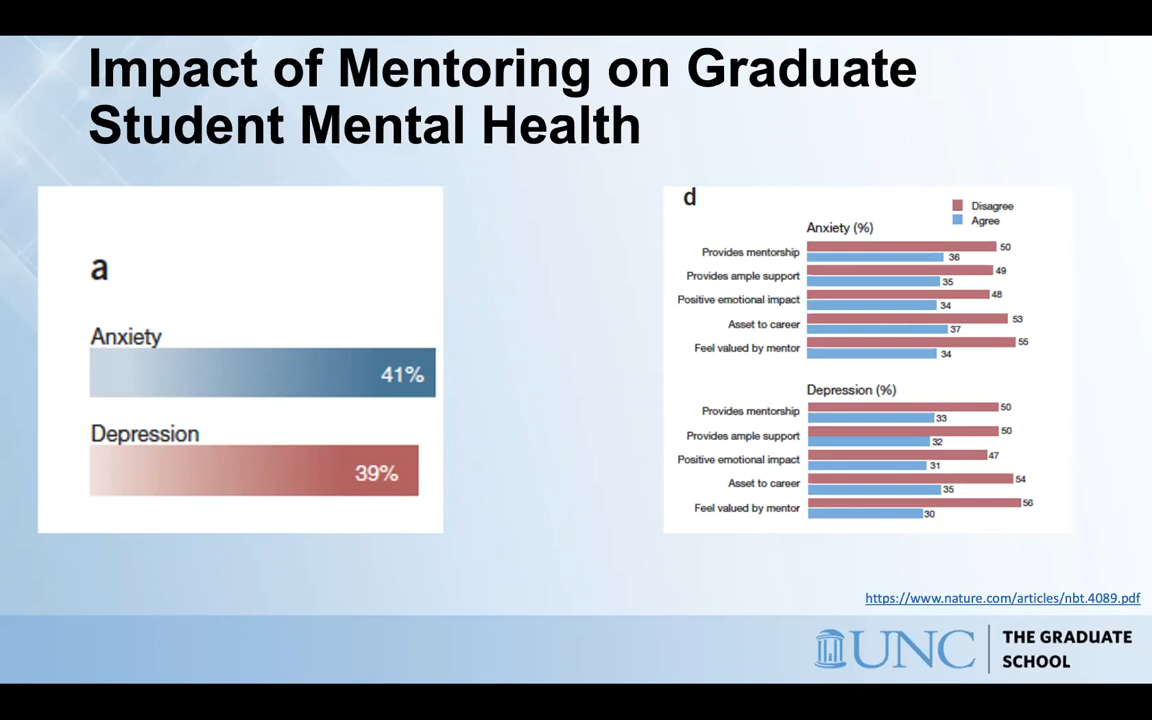 Impact of Mentoring on Graduate
Student Mental Health
a
Anxiety
41%
Depression
39%
d
Disagree
Agree
Anxiety (%)
Provides mentorship 50
36
Provides ample support 49
35
Positive emotional impact 48
34
Asset to career 53
37
Feel valued by mentor 55
34
Depression (%)
Provides mentorship 50
33
Provides ample support 50
32
Positive emotional impact 47
31
Asset to career 54
35
Feel valued by mentor 56
30
https://www.nature.com/articles/nbt.4089.pdf
UNC THE GRADUATE
SCHOOL